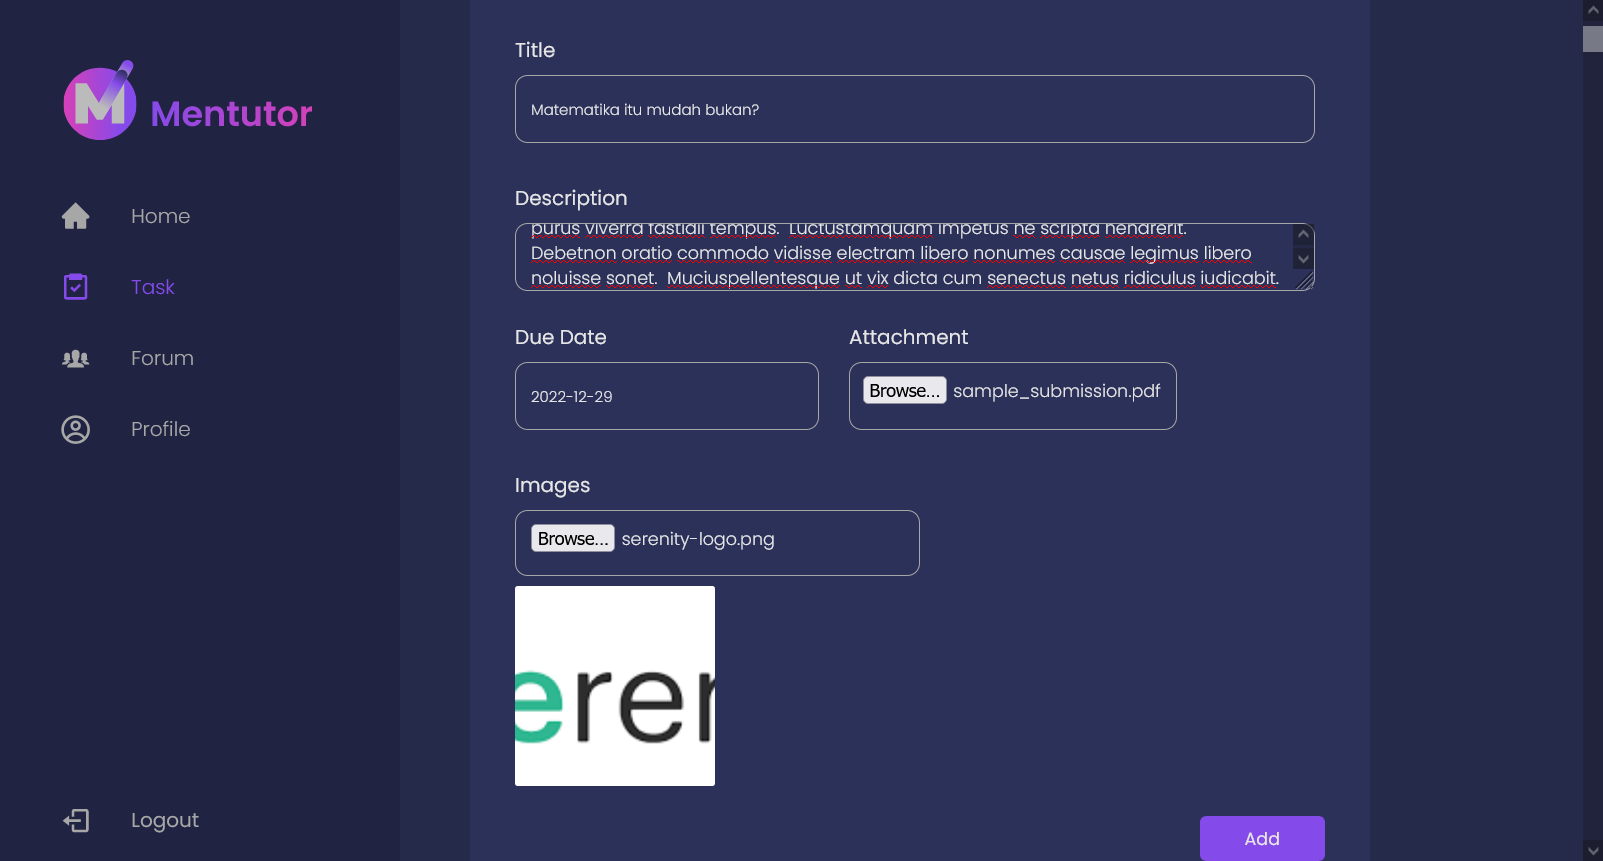 Mentutor
Home
Task
Forum
Profile
Logout
Title
Matematika itu mudah bukan?
Description
purus viverra fastidii tempus.  Luctustamquam impetus ne scripta hendrerit.
Debetnon oratio commodo vidisse electram libero nonumes causae legimus libero
noluisse sonet.  Muciuspellentesque ut vix dicta cum senectus netus ridiculus iudicabit.
Due Date
2022-12-29
Attachment
Browse... sample_submission.pdf
Images
Browse... serenity-logo.png
eren
Add